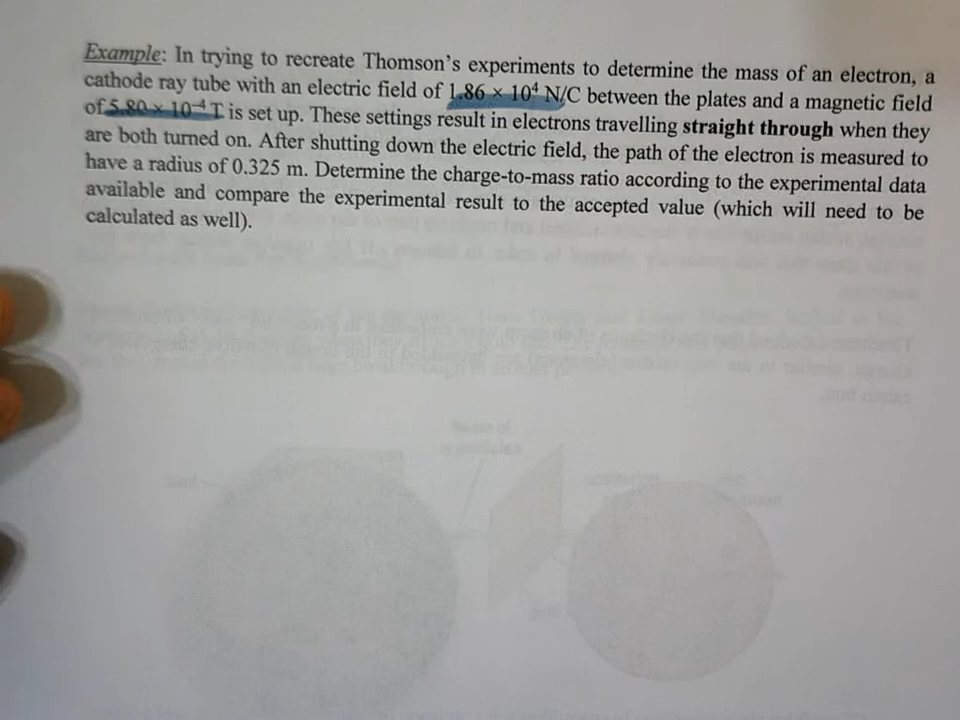 Example: In trying to recreate Thomson's experiments to determine the mass of an electron, a
cathode ray tube with an electric field of 1.86 × 10⁴ N/C between the plates and a magnetic field
of 5.80 × 10⁻⁴ T is set up. These settings result in electrons travelling straight through when they
are both turned on. After shutting down the electric field, the path of the electron is measured to
have a radius of 0.325 m. Determine the charge-to-mass ratio according to the experimental data
available and compare the experimental result to the accepted value (which will need to be
calculated as well).